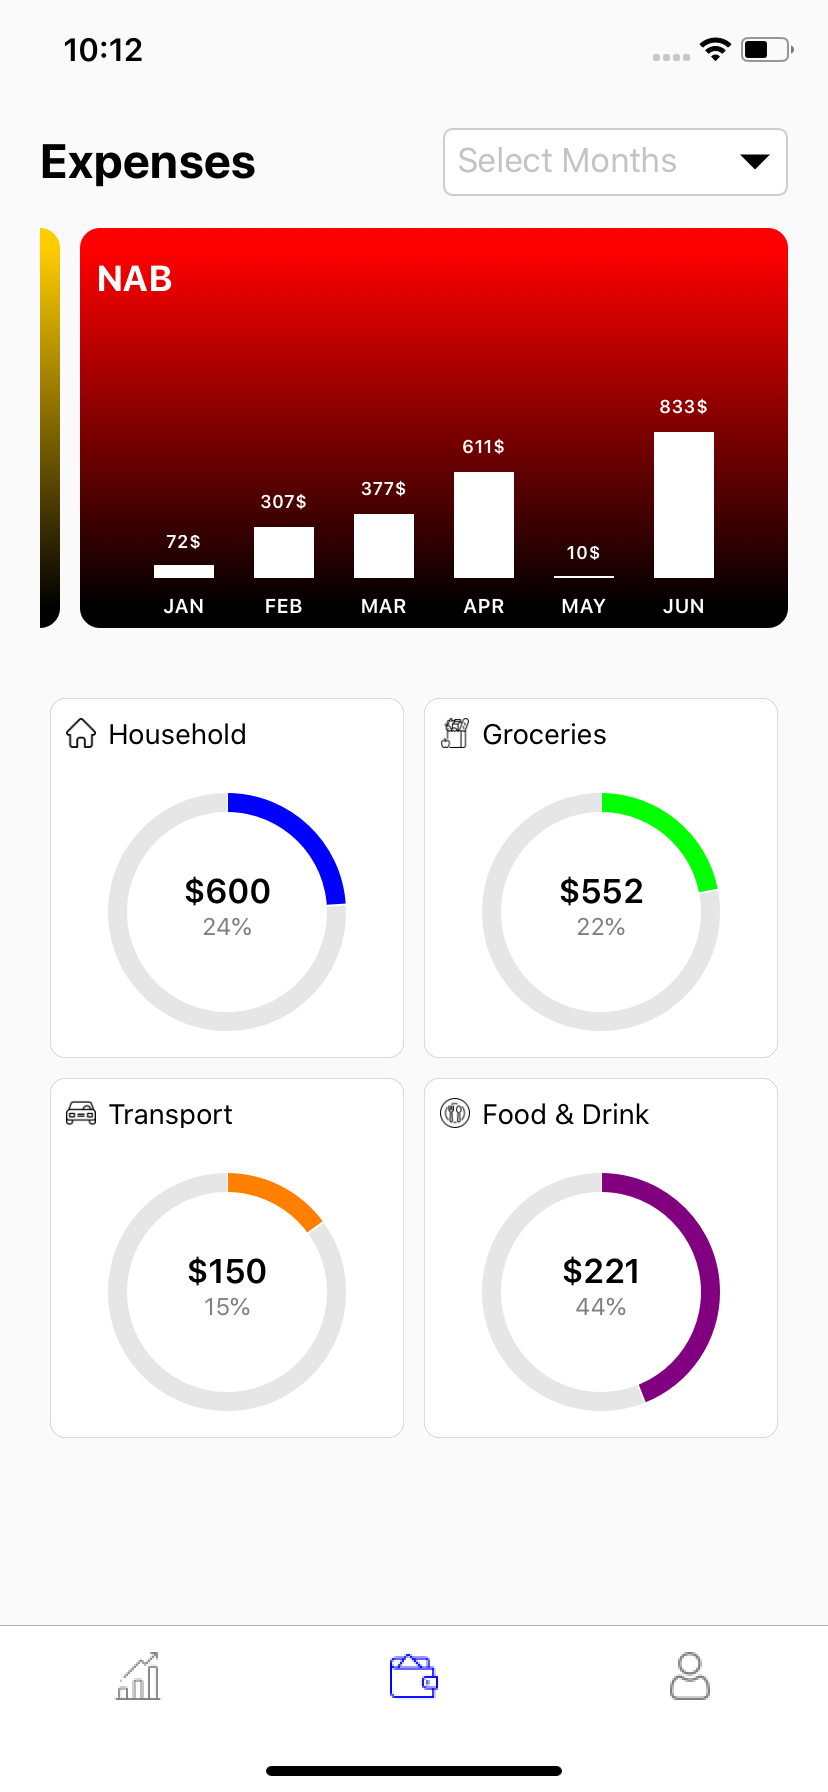 10:12
Expenses
Select Months
NAB
72$ 307$ 377$ 611$ 10$ 833$
JAN FEB MAR APR MAY JUN
Household
$600
24%
Groceries
$552
22%
Transport
$150
15%
Food & Drink
$221
44%